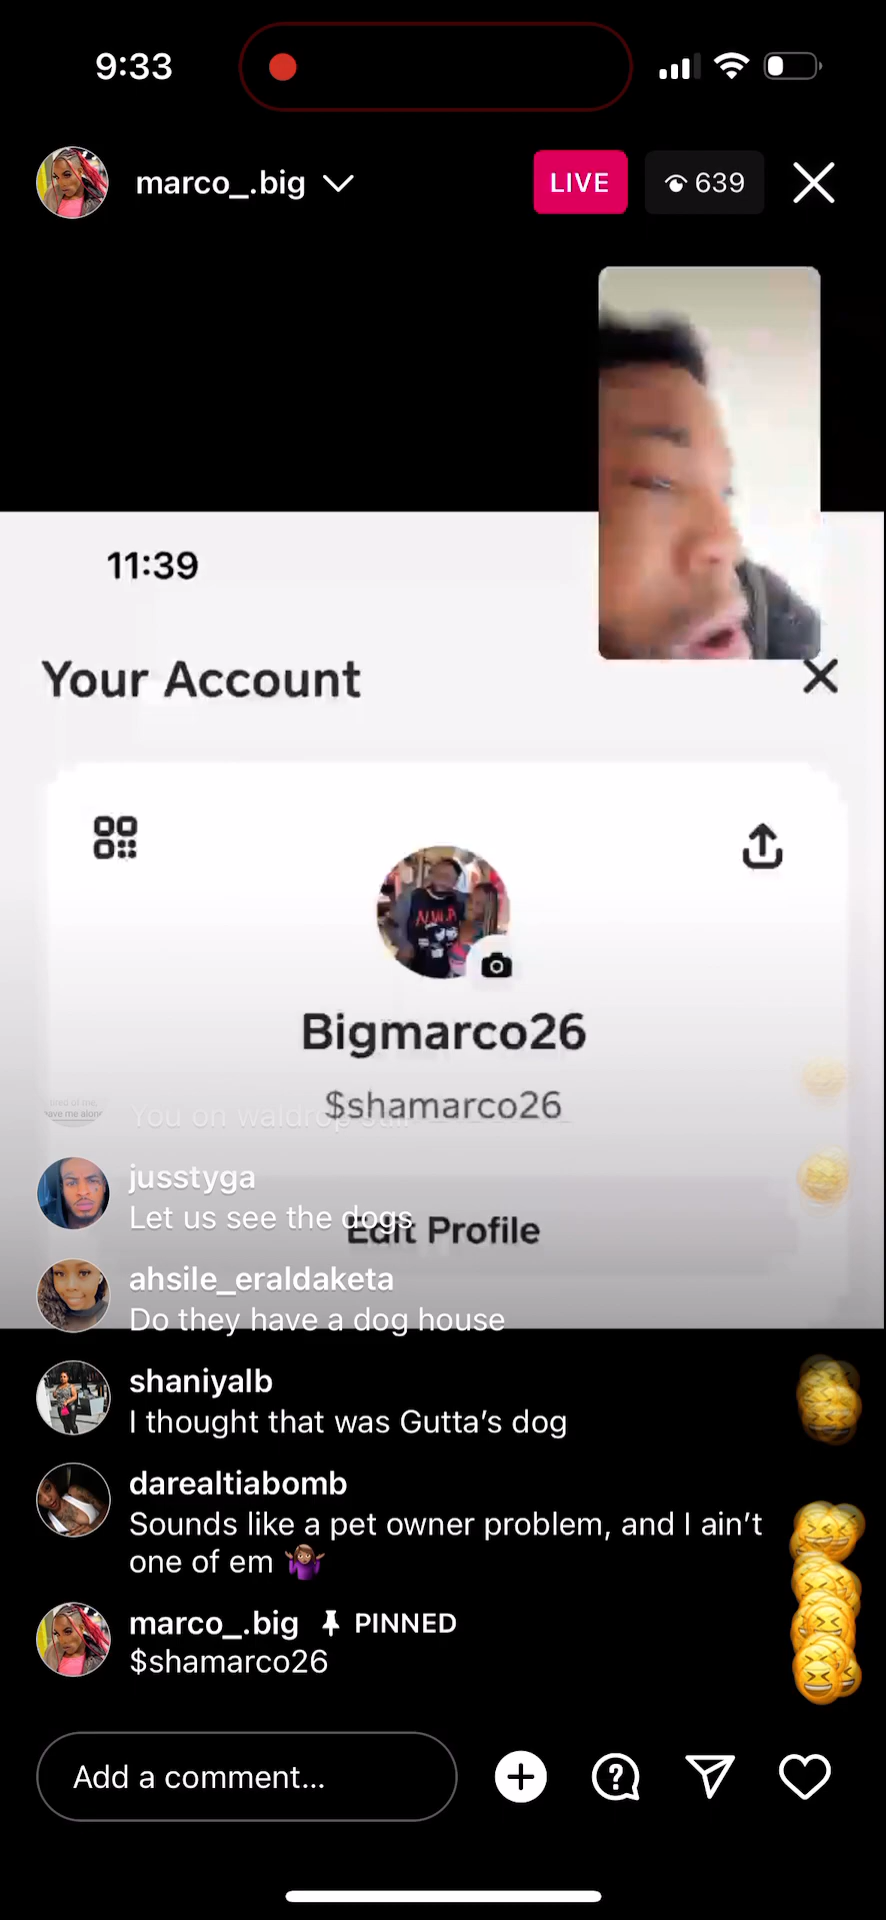 9:33
marco_.big
LIVE
639
11:39
Your Account
N.W.A
Bigmarco26
$shamarco26
You on waldrop still
jusstyga
Let us see the dogs
Edit Profile
ahsile_eraldaketa
Do they have a dog house
shaniyalb
I thought that was Gutta’s dog
darealtiabomb
Sounds like a pet owner problem, and I ain’t
one of em 🤷🏽‍♀️
marco_.big PINNED
$shamarco26
Add a comment...